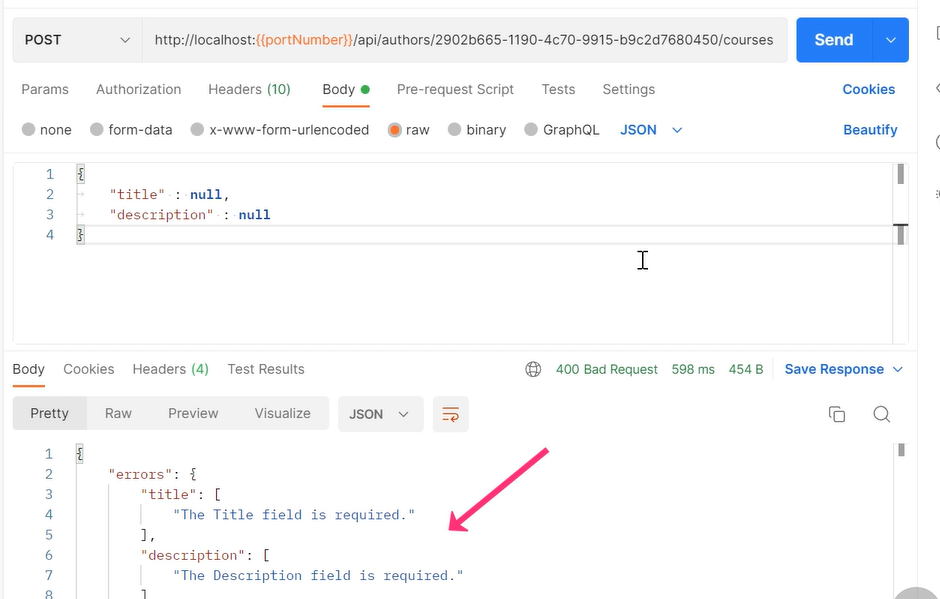 POST http://localhost:{{portNumber}}/api/authors/2902b665-1190-4c70-9915-b9c2d7680450/courses Send
Params Authorization Headers (10) Body Pre-request Script Tests Settings Cookies
none form-data x-www-form-urlencoded raw binary GraphQL JSON Beautify
1 {
2 "title" : null,
3 "description" : null
4 }
Body Cookies Headers (4) Test Results 400 Bad Request 598 ms 454 B Save Response
Pretty Raw Preview Visualize JSON
1 {
2 "errors": {
3 "title": [
4 "The Title field is required."
5 ],
6 "description": [
7 "The Description field is required."
8 ]